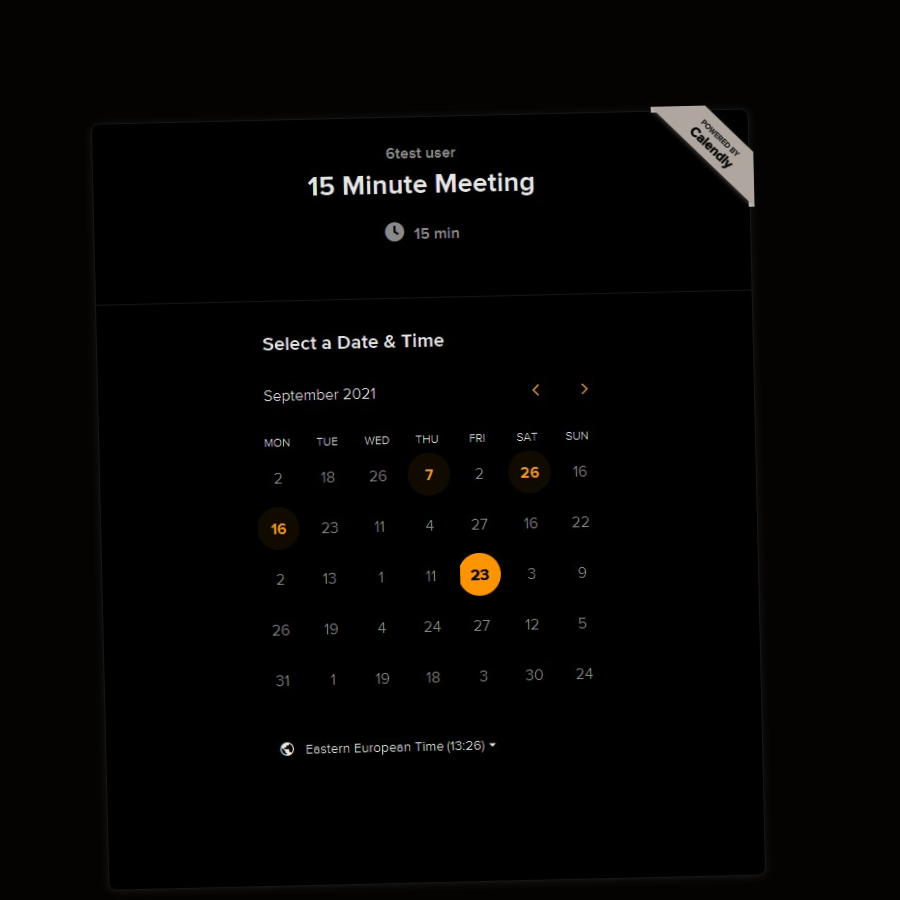 POWERED BY
Calendly
6test user
15 Minute Meeting
15 min
Select a Date & Time
September 2021
MON TUE WED THU FRI SAT SUN
2 18 26 7 2 26 16
16 23 11 4 27 16 22
2 13 1 11 23 3 9
26 19 4 24 27 12 5
31 1 19 18 3 30 24
Eastern European Time (13:26)